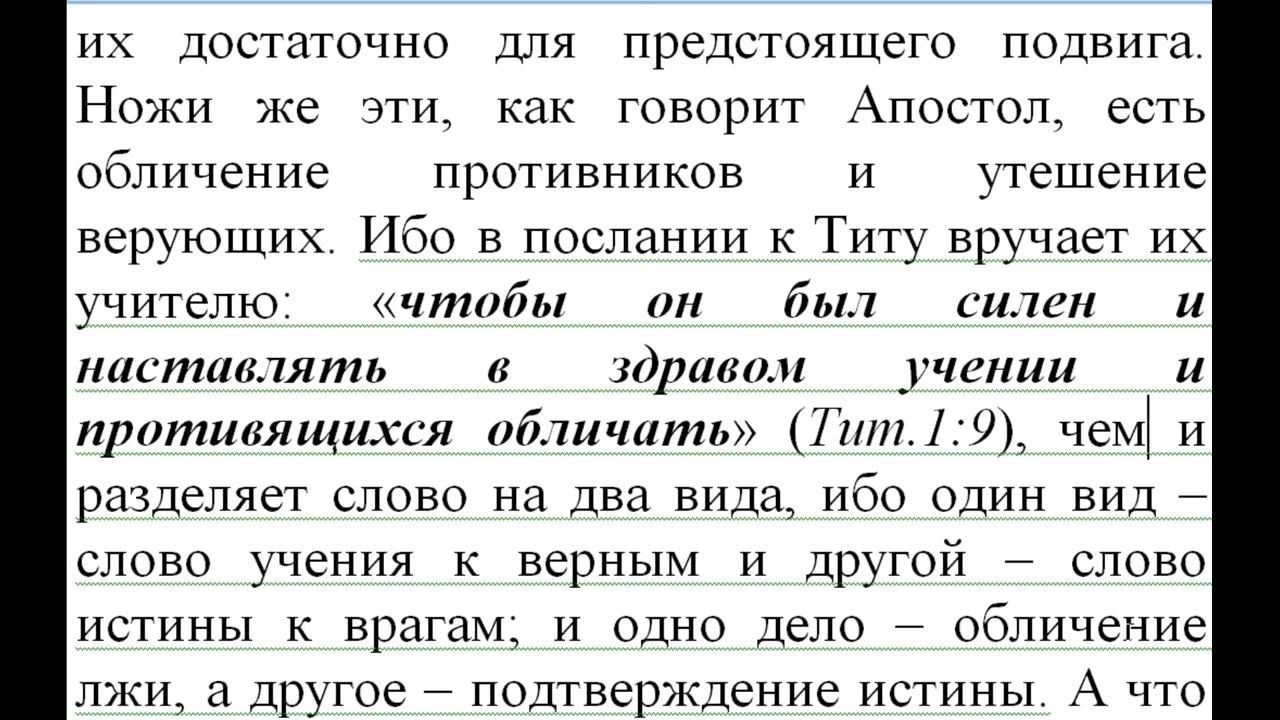 их достаточно для предстоящего подвига.
Ножи же эти, как говорит Апостол, есть
обличение противников и утешение
верующих. Ибо в послании к Титу вручает их
учителю: «чтобы он был силен и
наставлять в здравом учении и
противящихся обличать» (Тит.1:9), чем и
разделяет слово на два вида, ибо один вид –
слово учения к верным и другой – слово
истины к врагам; и одно дело – обличение
лжи, а другое – подтверждение истины. А что